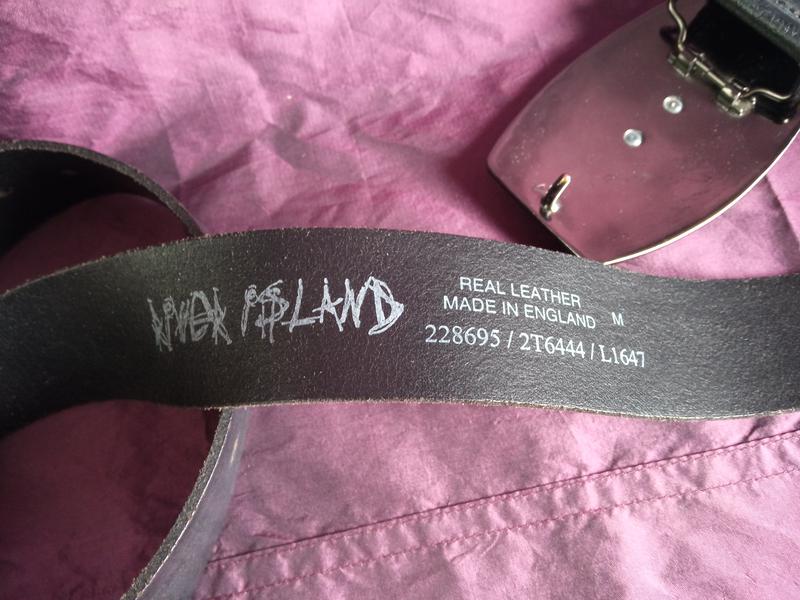 RIVER ISLAND
REAL LEATHER
MADE IN ENGLAND
M
228695 / 2T6444 / L1647